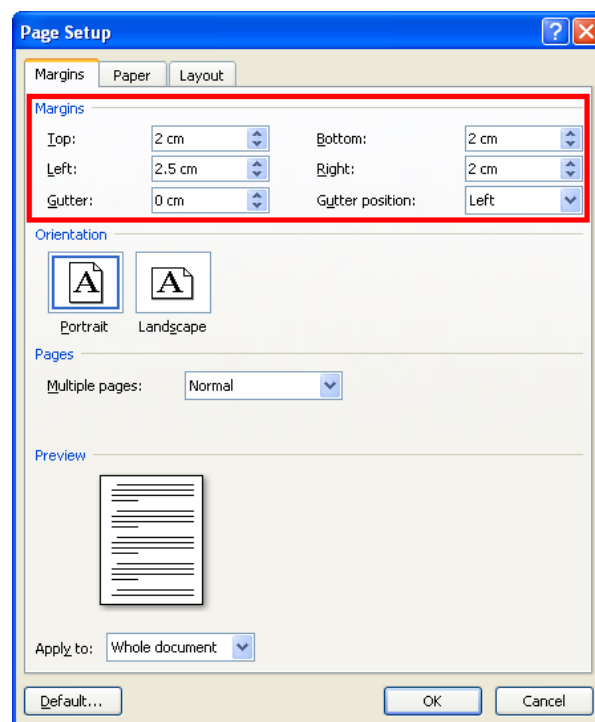 Page Setup
Margins Paper Layout
Margins
Top: 2 cm Bottom: 2 cm
Left: 2.5 cm Right: 2 cm
Gutter: 0 cm Gutter position: Left
Orientation
A A
Portrait Landscape
Pages
Multiple pages: Normal
Preview
Apply to: Whole document
Default... OK Cancel